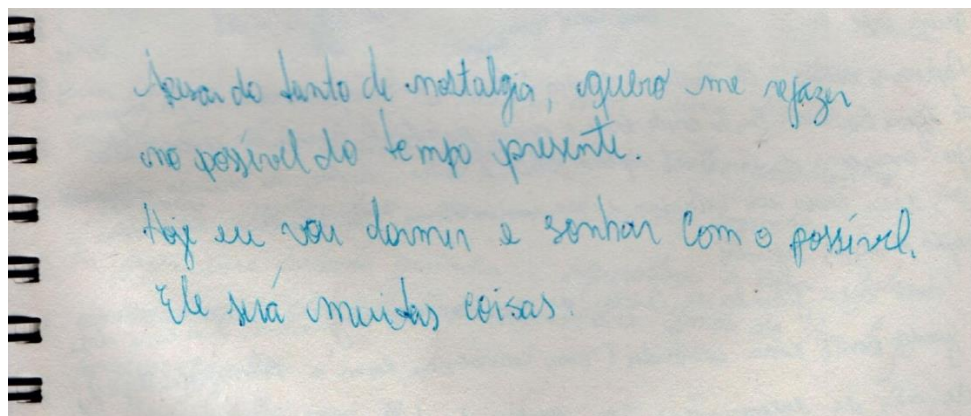 Apesar do tanto de nostalgia, quero me refazer
no possível do tempo presente.
Hoje eu vou dormir e sonhar com o possível.
Ele será muitas coisas.